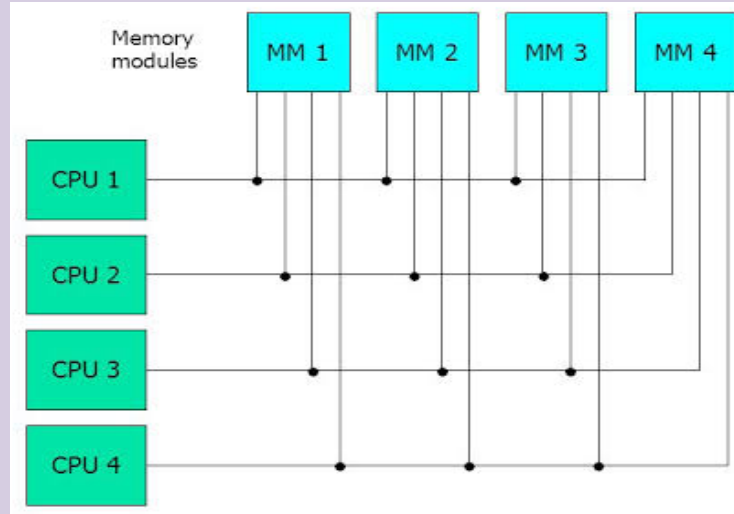 Memory
modules
MM 1
MM 2
MM 3
MM 4
CPU 1
CPU 2
CPU 3
CPU 4